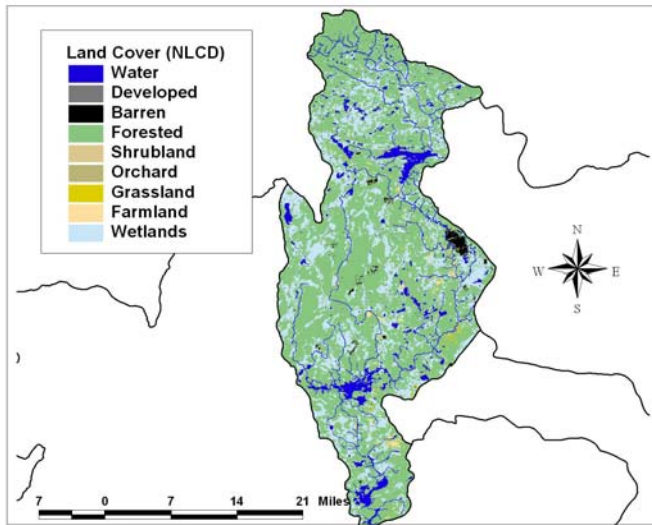 Land Cover (NLCD)
Water
Developed
Barren
Forested
Shrubland
Orchard
Grassland
Farmland
Wetlands
N
W E
S
7 0 7 14 21 Miles